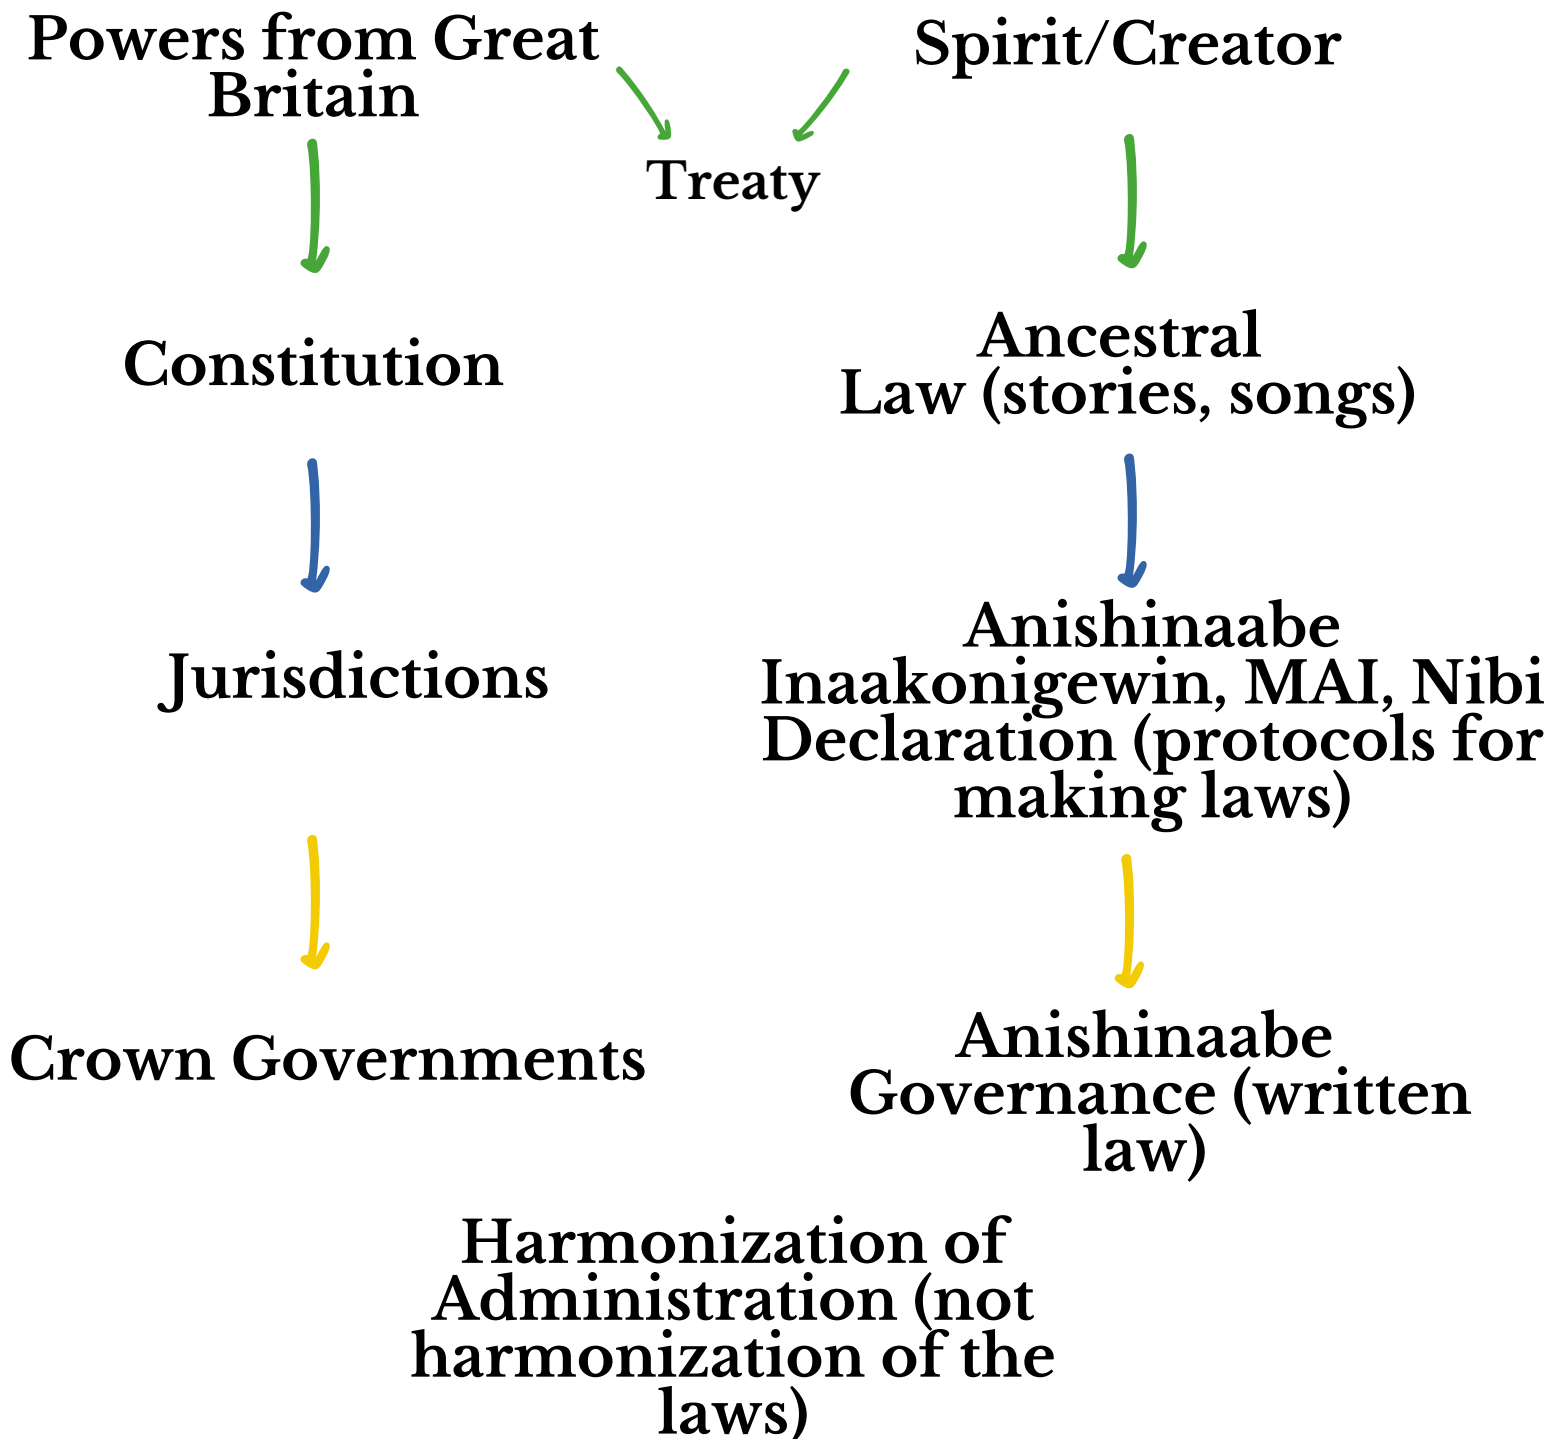 Powers from Great
Britain
Spirit/Creator
Treaty
Constitution
Ancestral
Law (stories, songs)
Jurisdictions
Anishinaabe
Inaakonigewin, MAI, Nibi
Declaration (protocols for
making laws)
Crown Governments
Anishinaabe
Governance (written
law)
Harmonization of
Administration (not
harmonization of the
laws)